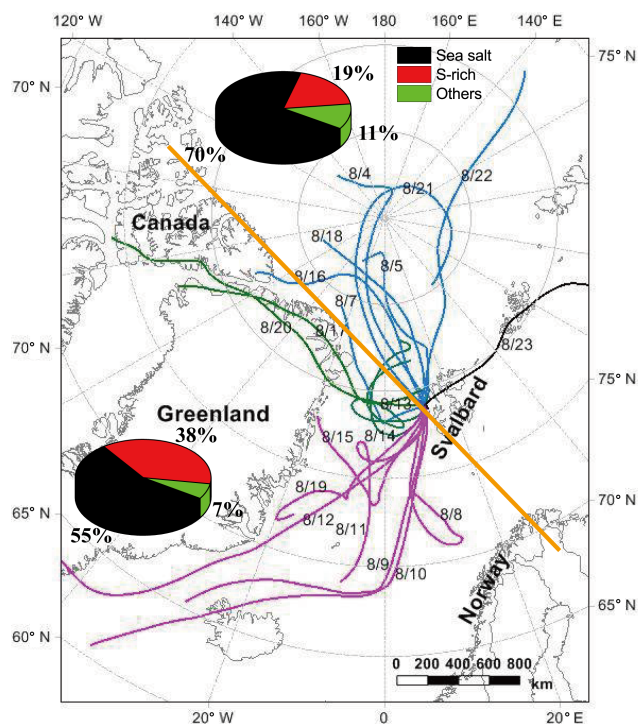 120° W
140° W
160° W
180
160° E
140° E
75° N
70° N
Sea salt
S-rich
Others
19%
11%
70%
8/4
8/21
8/22
Canada
8/18
8/5
8/16
8/7
8/20
8/17
8/23
70° N
75° N
8/13
Svalbard
Greenland
38%
8/15
8/14
7%
8/19
8/12
8/11
8/8
65° N
70° N
55%
8/9
8/10
Norway
65° N
60° N
0 200 400 600 800
km
20° W
0
20° E